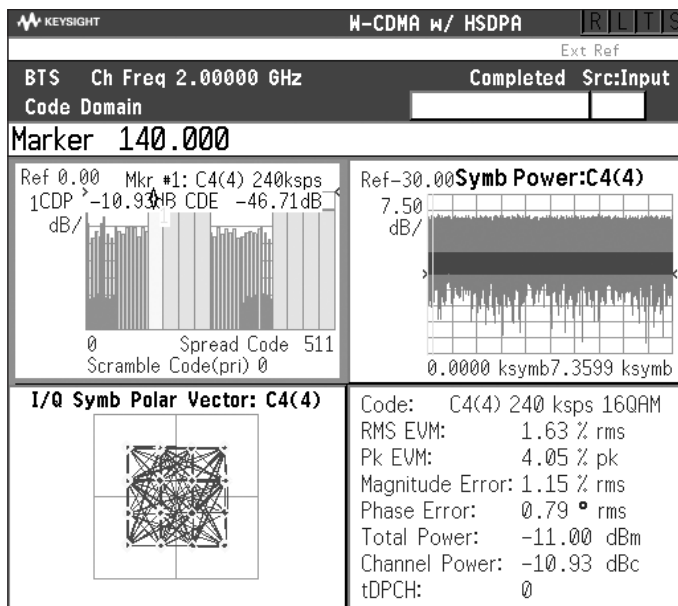 KEYSIGHT W-CDMA w/ HSDPA R L T S
Ext Ref
BTS Ch Freq 2.00000 GHz Completed Src:Input
Code Domain
Marker 140.000
Ref 0.00 Mkr #1: C4(4) 240ksps
1CDP -10.93dB CDE -46.71dB
dB/
1
0 Spread Code 511
Scramble Code(pri) 0
Ref-30.00Symb Power:C4(4)
7.50
dB/
0.0000 ksymb7.3599 ksymb
I/Q Symb Polar Vector: C4(4)
Code: C4(4) 240 ksps 16QAM
RMS EVM: 1.63 % rms
Pk EVM: 4.05 % pk
Magnitude Error: 1.15 % rms
Phase Error: 0.79 ° rms
Total Power: -11.00 dBm
Channel Power: -10.93 dBc
tDPCH: 0